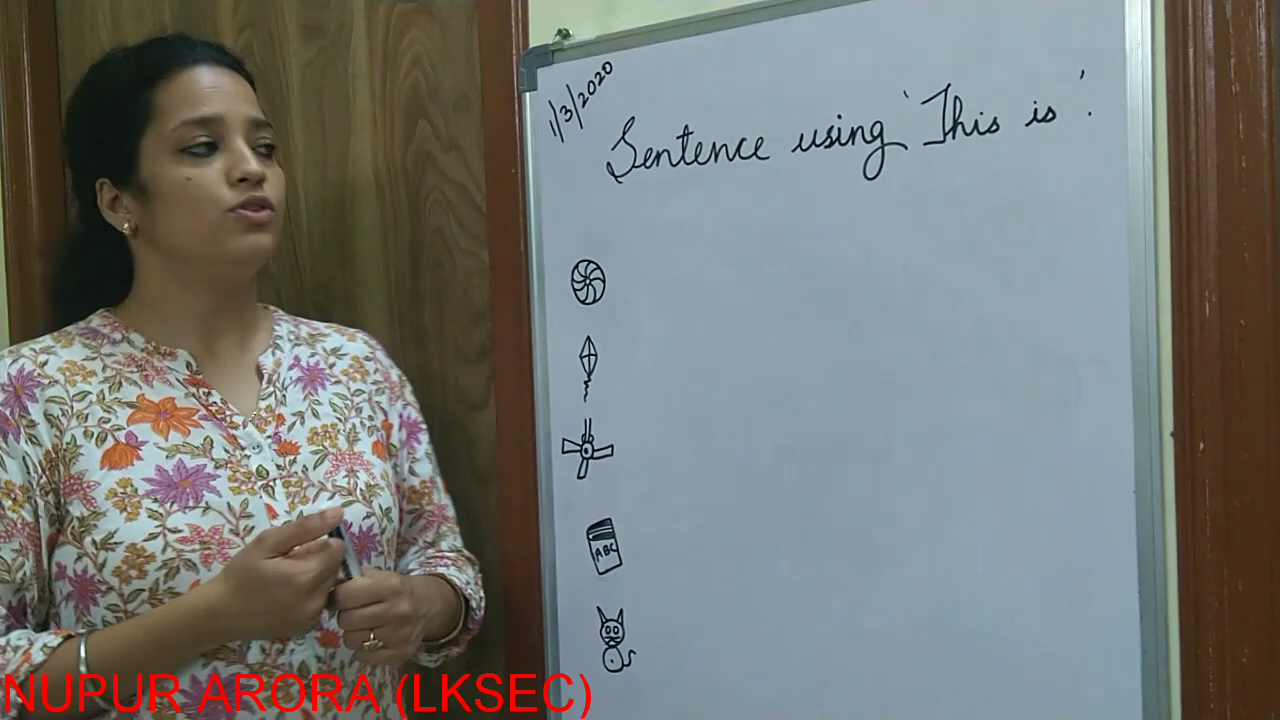 1/3/2020
Sentence using 'This is'.
ABC
NUPUR ARORA (LKSEC)